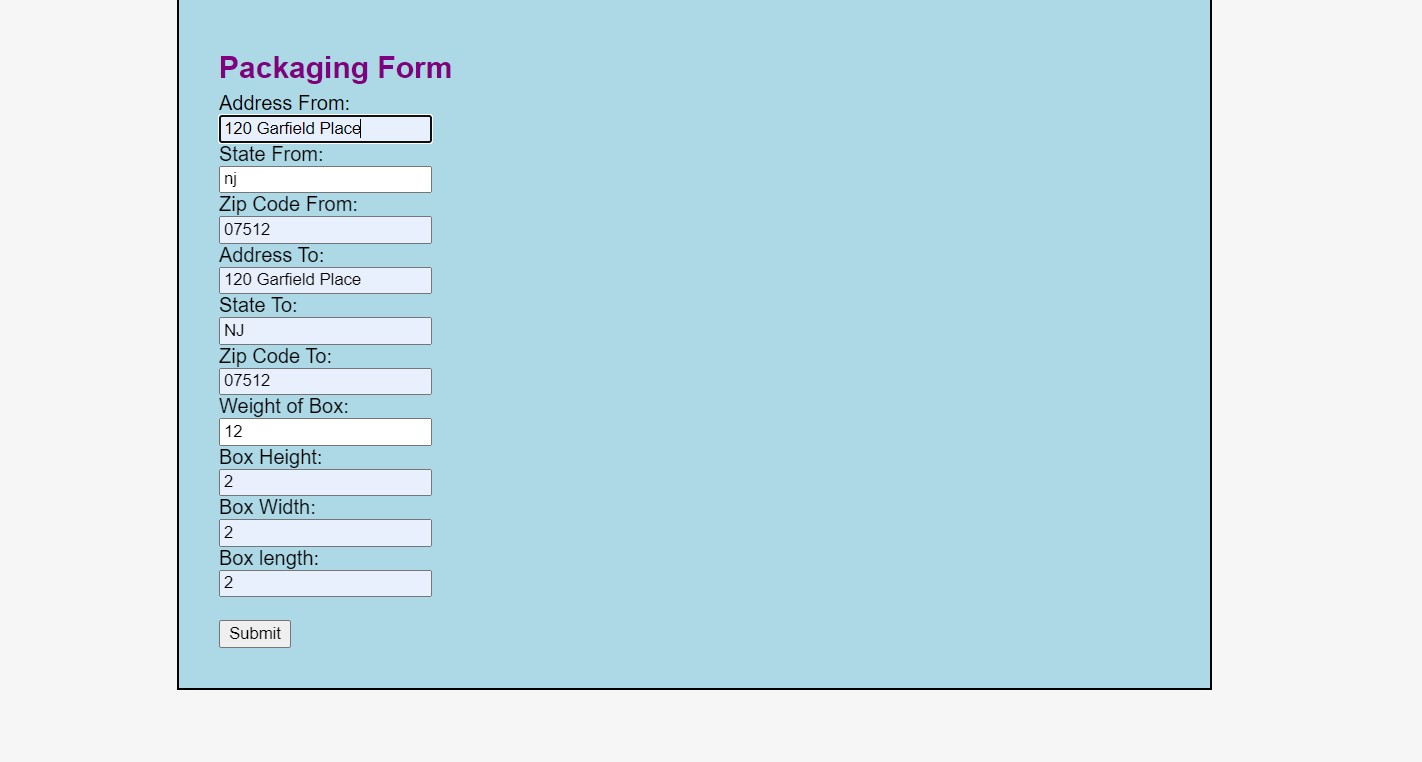 Packaging Form
Address From:
120 Garfield Place
State From:
nj
Zip Code From:
07512
Address To:
120 Garfield Place
State To:
NJ
Zip Code To:
07512
Weight of Box:
12
Box Height:
2
Box Width:
2
Box length:
2
Submit